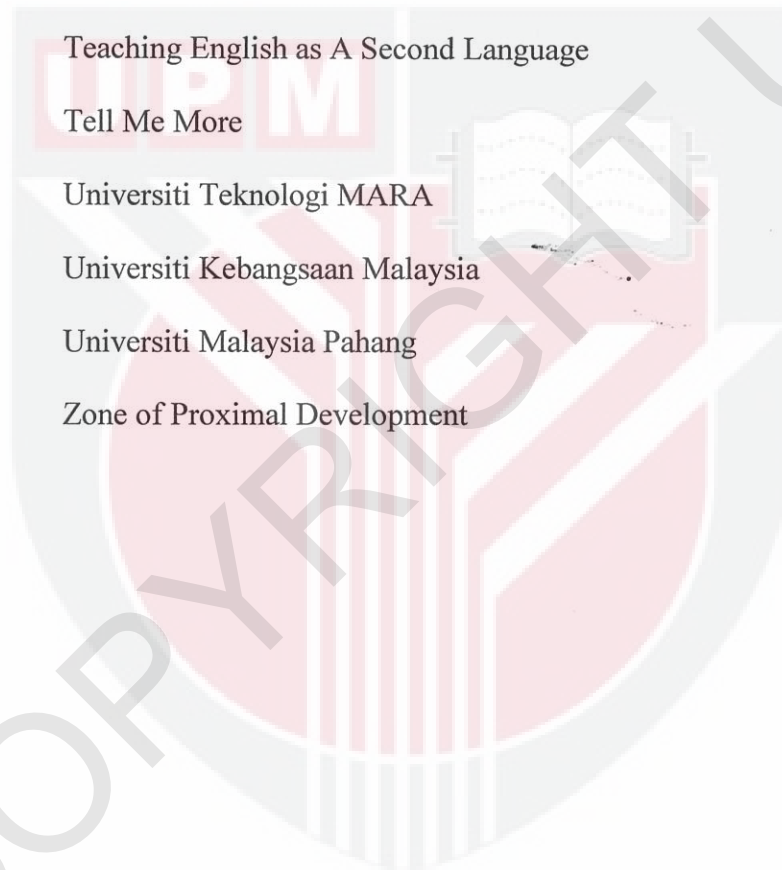 UPM
Teaching English as A Second Language
Tell Me More
Universiti Teknologi MARA
Universiti Kebangsaan Malaysia
Universiti Malaysia Pahang
Zone of Proximal Development
COPYRIGHT U